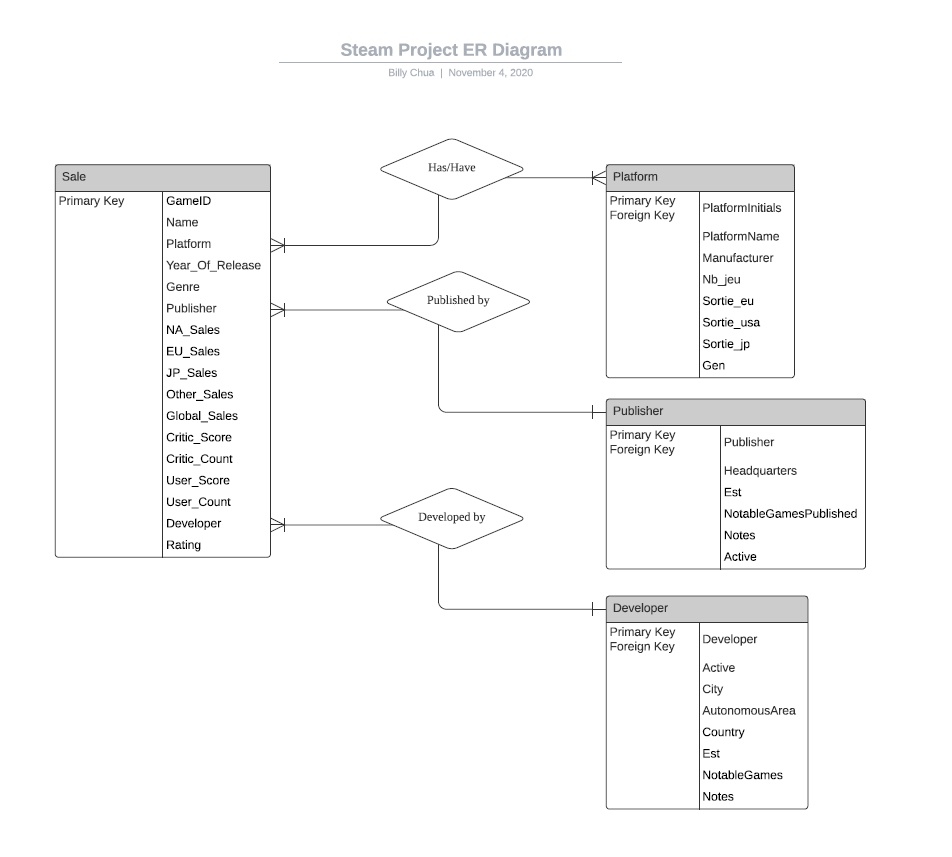 Steam Project ER Diagram
Billy Chua | November 4, 2020
Sale
Primary Key
GameID
Name
Platform
Year_Of_Release
Genre
Publisher
NA_Sales
EU_Sales
JP_Sales
Other_Sales
Global_Sales
Critic_Score
Critic_Count
User_Score
User_Count
Developer
Rating
Has/Have
Published by
Developed by
Platform
Primary Key
Foreign Key
PlatformInitials
PlatformName
Manufacturer
Nb_jeu
Sortie_eu
Sortie_usa
Sortie_jp
Gen
Publisher
Primary Key
Foreign Key
Publisher
Headquarters
Est
NotableGamesPublished
Notes
Active
Developer
Primary Key
Foreign Key
Developer
Active
City
AutonomousArea
Country
Est
NotableGames
Notes